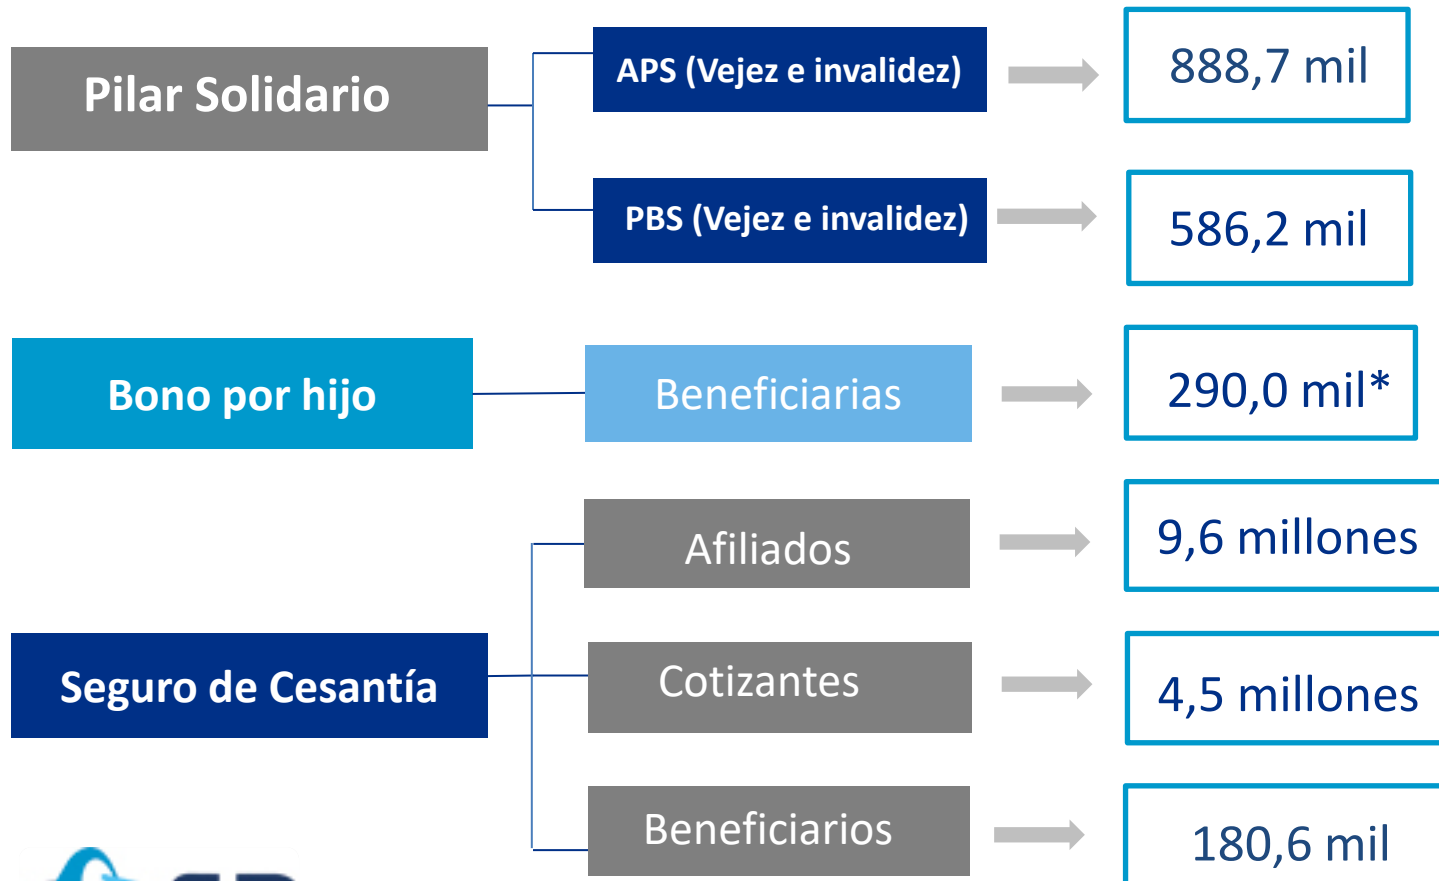 Pilar Solidario
APS (Vejez e invalidez)
888,7 mil
PBS (Vejez e invalidez)
586,2 mil
Bono por hijo
Beneficiarias
290,0 mil*
Seguro de Cesantía
Afiliados
9,6 millones
Cotizantes
4,5 millones
Beneficiarios
180,6 mil